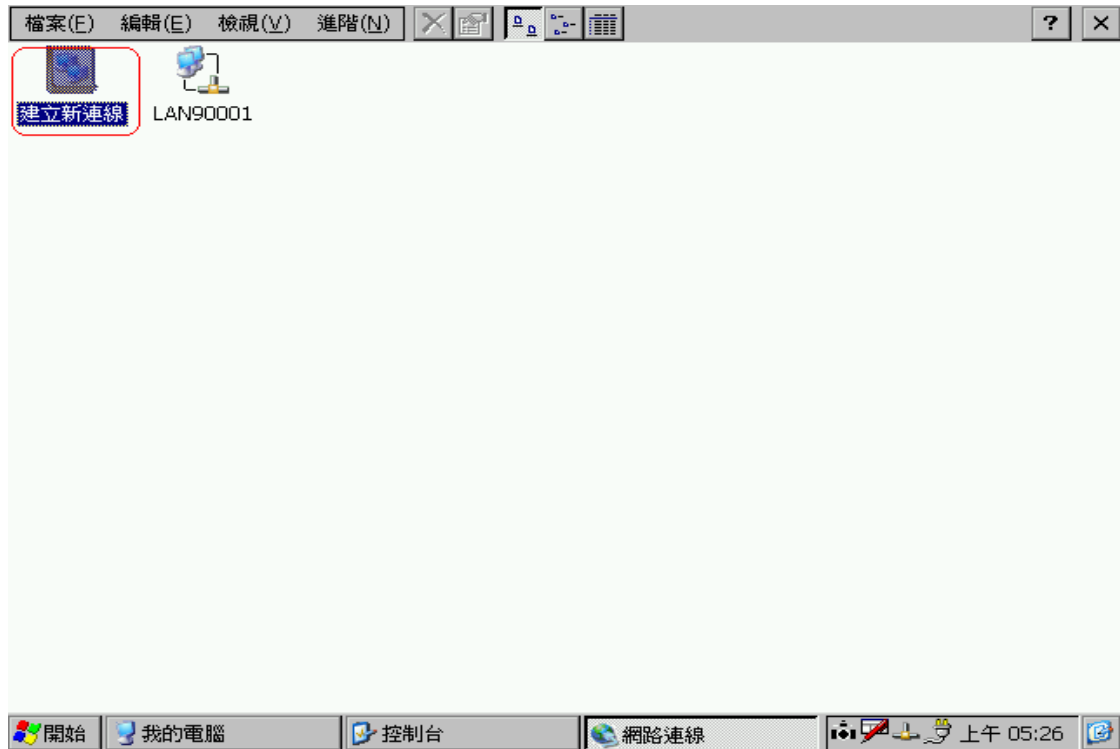 檔案(F) 編輯(E) 檢視(V) 進階(N) ? ×
建立新連線 LAN90001
開始 我的電腦 控制台 網路連線 上午 05:26